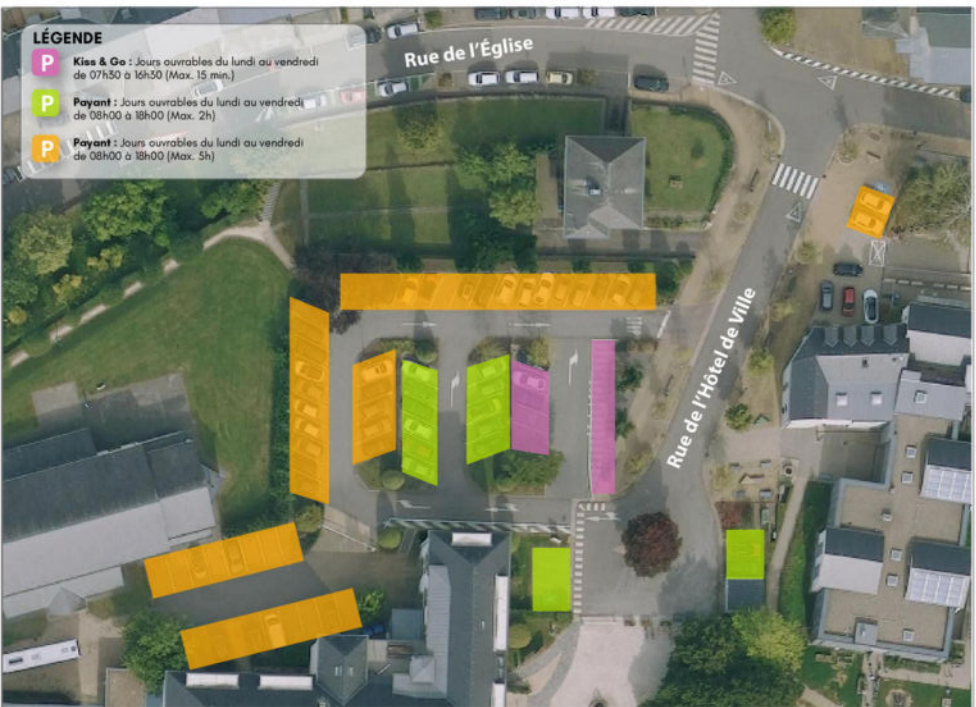 LÉGENDE
P Kiss & Go : Jours ouvrables du lundi au vendredi
de 07h30 à 16h30 (Max. 15 min.)
P Payant : Jours ouvrables du lundi au vendredi
de 08h00 à 18h00 (Max. 2h)
P Payant : Jours ouvrables du lundi au vendredi
de 08h00 à 18h00 (Max. 5h)
Rue de l'Église
Rue de l'Hôtel de Ville